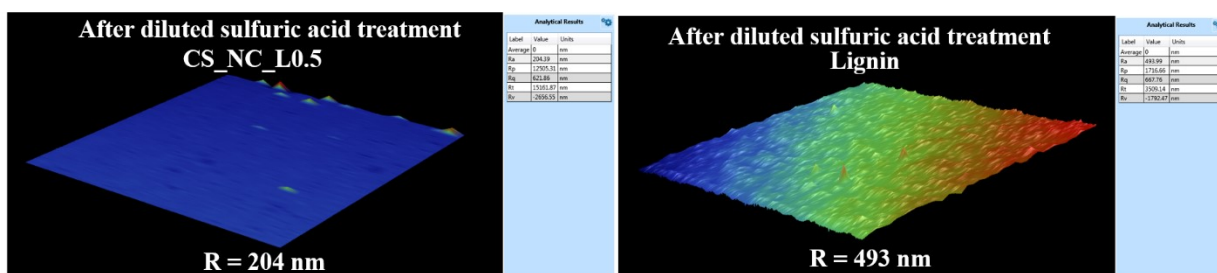 After diluted sulfuric acid treatment
CS_NC_L0.5
R = 204 nm
Analytical Results
Label Value Units
Average 0 nm
Ra 204.39 nm
Rp 12505.31 nm
Rq 621.86 nm
Rt 15161.87 nm
Rv -2656.55 nm
After diluted sulfuric acid treatment
Lignin
R = 493 nm
Analytical Results
Label Value Units
Average 0 nm
Ra 493.99 nm
Rp 1716.66 nm
Rq 667.76 nm
Rt 3509.14 nm
Rv -1792.47 nm